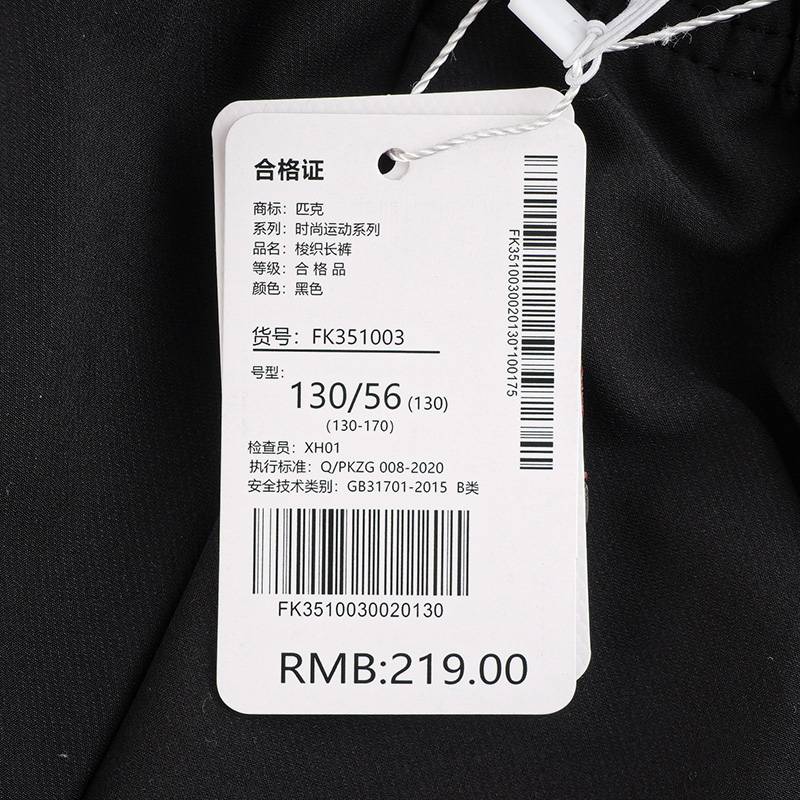 合格证
商标：匹克
系列：时尚运动系列
品名：梭织长裤
等级：合 格 品
颜色：黑色
货号：FK351003
号型：
130/56 (130)
(130-170)
检查员：XH01
执行标准：Q/PKZG 008-2020
安全技术类别：GB31701-2015 B类
FK3510030020130
RMB:219.00
FK3510030020130*100175